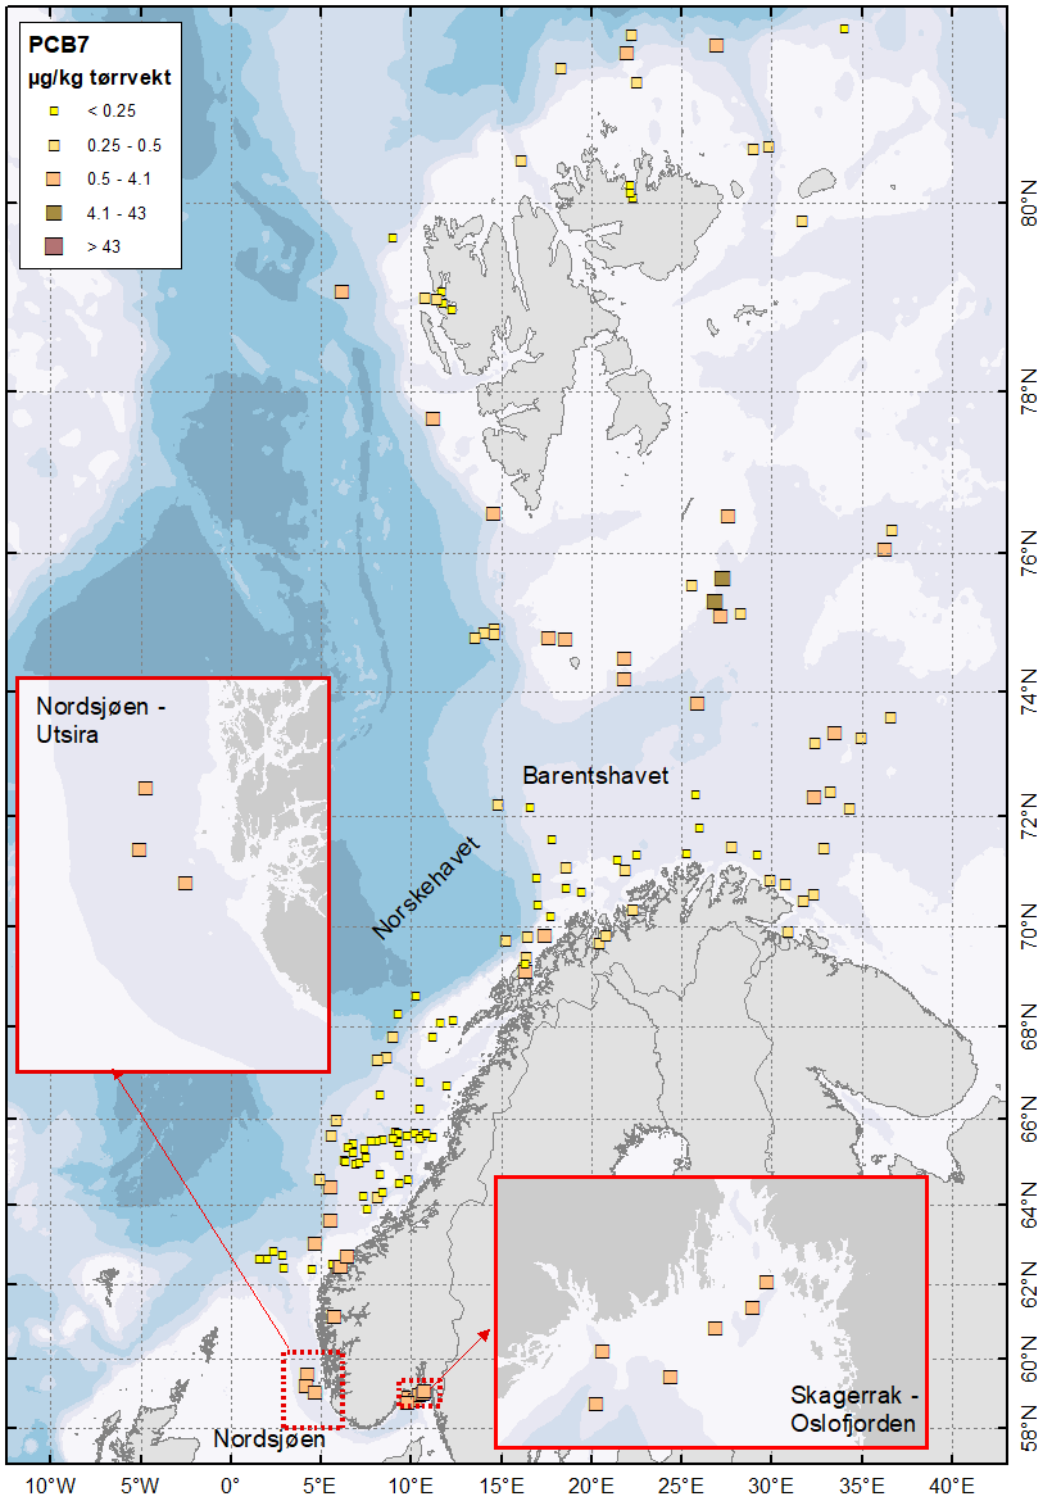 PCB7
µg/kg tørrvekt
< 0.25
0.25 - 0.5
0.5 - 4.1
4.1 - 43
> 43
80°N
78°N
76°N
74°N
72°N
70°N
68°N
66°N
64°N
62°N
60°N
58°N
Nordsjøen -
Utsira
Barentshavet
Norskehavet
Skagerrak -
Oslofjorden
Nordsjøen
10°W
5°W
0°
5°E
10°E
15°E
20°E
25°E
30°E
35°E
40°E